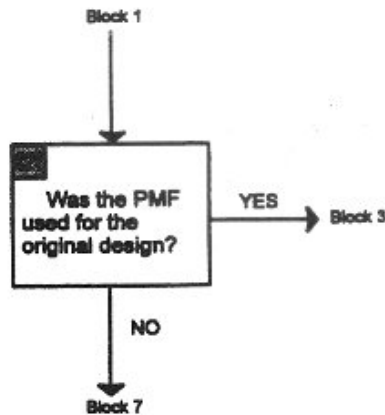 Block 1
Was the PMF
used for the
original design?
YES
Block 3
NO
Block 7